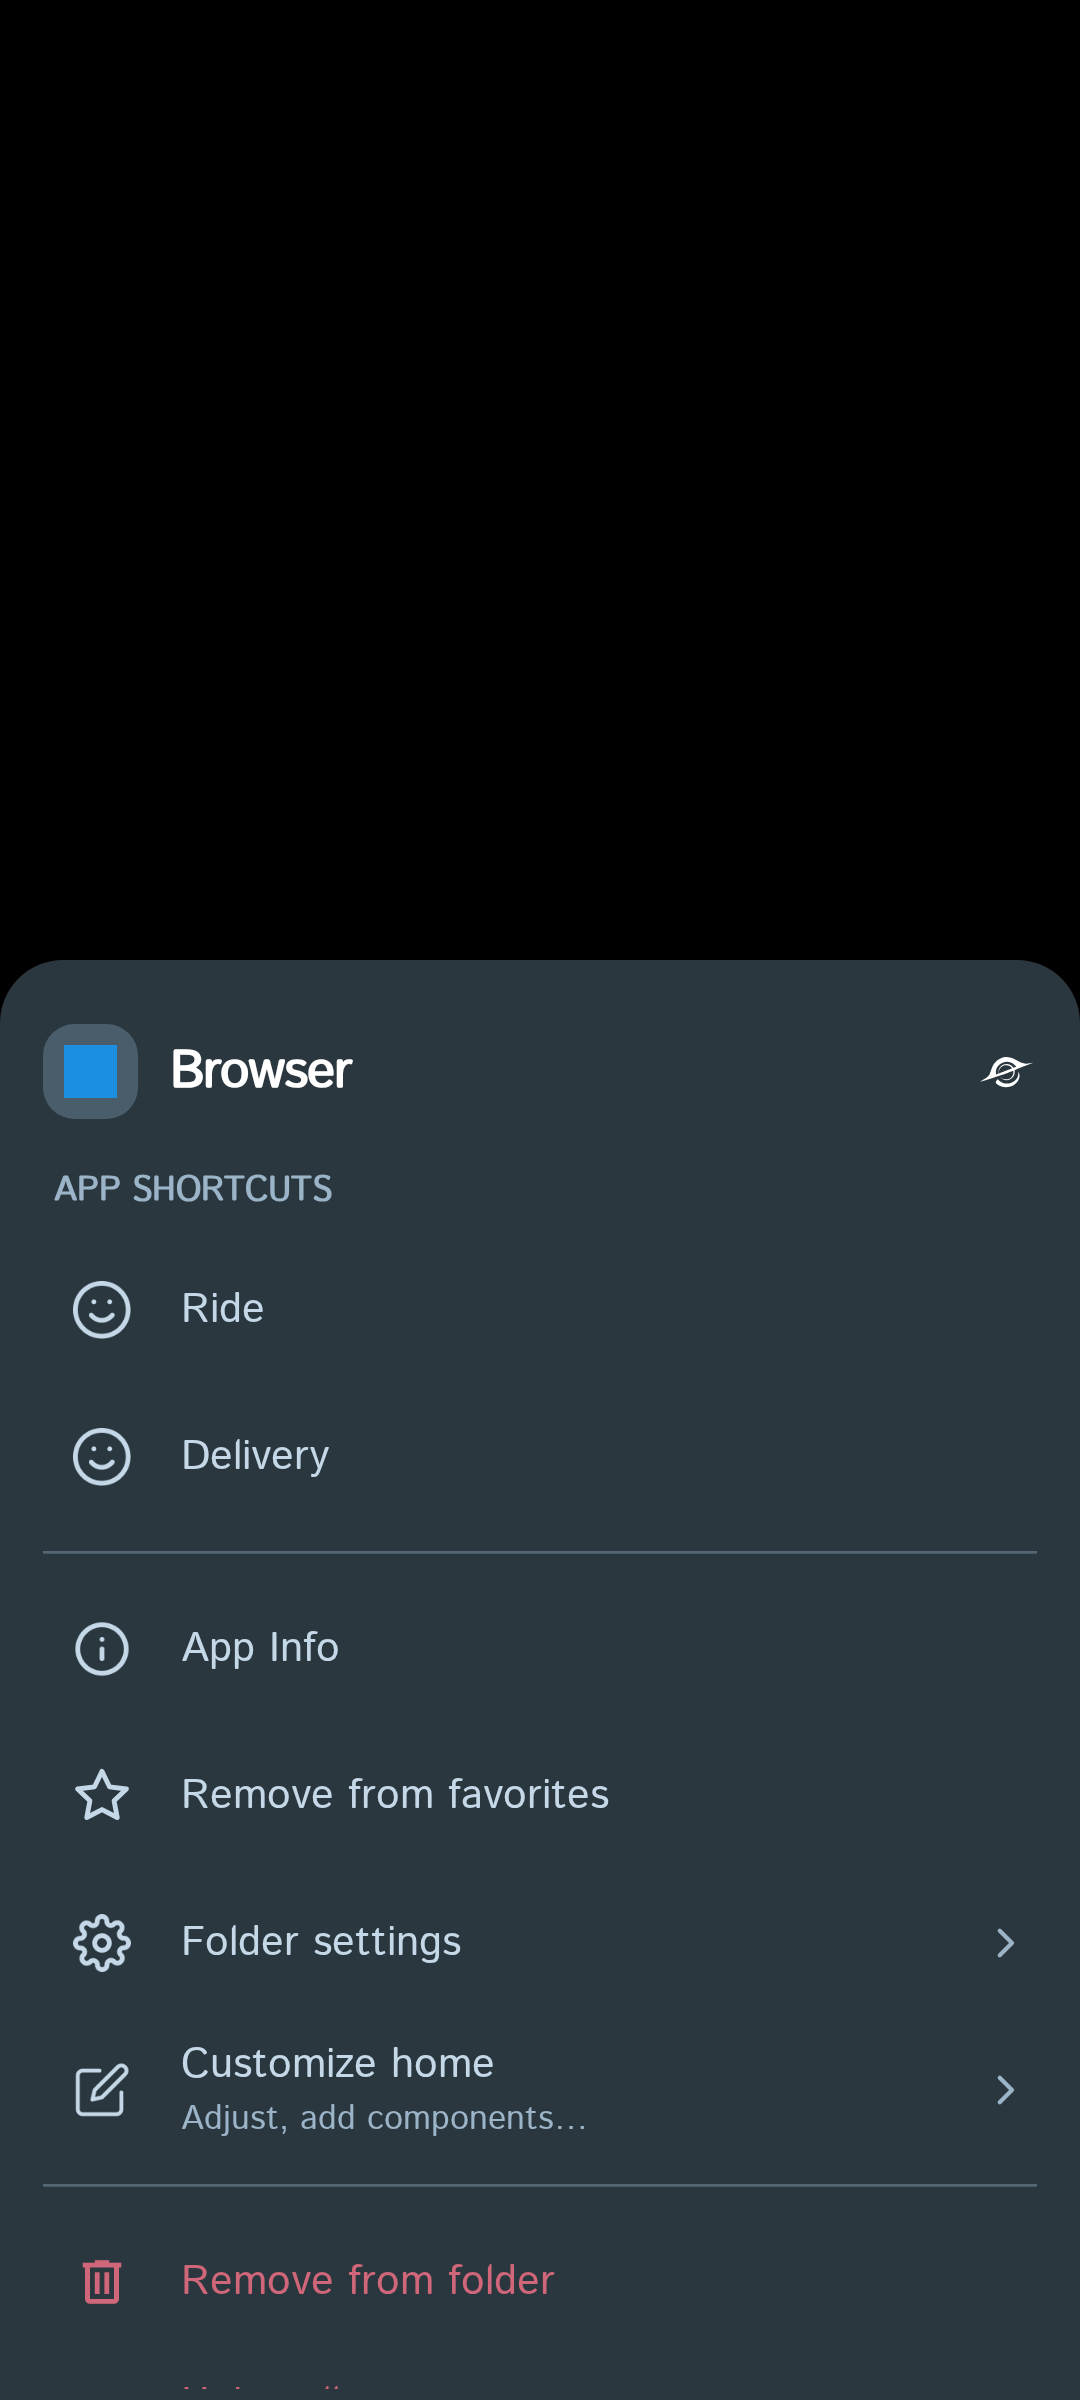 Browser
APP SHORTCUTS
Ride
Delivery
App Info
Remove from favorites
Folder settings
Customize home
Adjust, add components...
Remove from folder